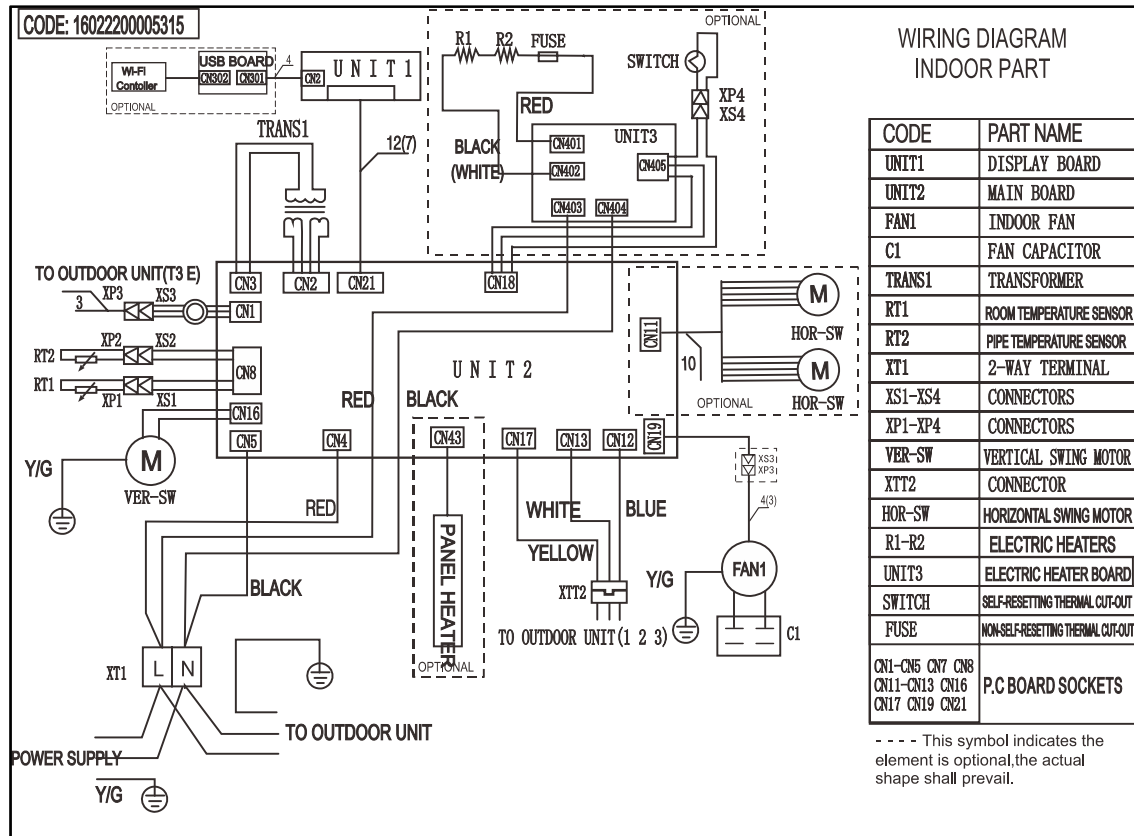 CODE: 16022200005315
WIRING DIAGRAM
INDOOR PART
OPTIONAL
R1 R2 FUSE
SWITCH
XP4
XS4
RED
BLACK
(WHITE)
UNIT3
CN401
CN402
CN405
CN403 CN404
Wi-Fi
Contoller
OPTIONAL
USB BOARD
CN302 CN301
4
CN2
UNIT1
TRANS1
12(7)
TO OUTDOOR UNIT(T3 E)
3
XP3 XS3
XP2 XS2
RT2
RT1
XP1 XS1
CN3
CN2
CN21
CN18
CN1
CN8
CN16
CN5
CN4
CN43
CN17
CN13
CN12
CN19
CN11
UNIT2
RED
BLACK
10
M
HOR-SW
M
HOR-SW
OPTIONAL
Y/G
M
VER-SW
RED
BLACK
PANEL HEATER
OPTIONAL
WHITE
YELLOW
BLUE
XTT2
TO OUTDOOR UNIT(1 2 3)
XS3
XP3
4(3)
Y/G
FAN1
C1
XT1
L N
TO OUTDOOR UNIT
POWER SUPPLY
Y/G
CODE PART NAME
UNIT1 DISPLAY BOARD
UNIT2 MAIN BOARD
FAN1 INDOOR FAN
C1 FAN CAPACITOR
TRANS1 TRANSFORMER
RT1 ROOM TEMPERATURE SENSOR
RT2 PIPE TEMPERATURE SENSOR
XT1 2-WAY TERMINAL
XS1-XS4 CONNECTORS
XP1-XP4 CONNECTORS
VER-SW VERTICAL SWING MOTOR
XTT2 CONNECTOR
HOR-SW HORIZONTAL SWING MOTOR
R1-R2 ELECTRIC HEATERS
UNIT3 ELECTRIC HEATER BOARD
SWITCH SELF-RESETTING THERMAL CUT-OUT
FUSE NON-SELF-RESETTING THERMAL CUT-OUT
CN1-CN5 CN7 CN8
CN11-CN13 CN16
CN17 CN19 CN21
P.C BOARD SOCKETS
- - - - This symbol indicates the
element is optional,the actual
shape shall prevail.